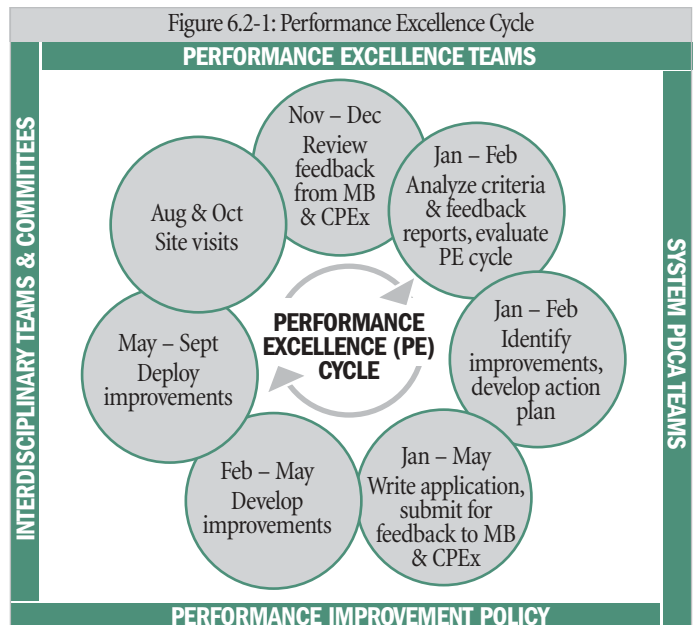 Figure 6.2-1: Performance Excellence Cycle
PERFORMANCE EXCELLENCE TEAMS
INTERDISCIPLINARY TEAMS & COMMITTEES
SYSTEM PDCA TEAMS
Nov – Dec
Review
feedback
from MB
& CPEx
Jan – Feb
Analyze criteria
& feedback
reports, evaluate
PE cycle
Jan – Feb
Identify
improvements,
develop action
plan
Jan – May
Write application,
submit for
feedback to MB
& CPEx
Feb – May
Develop
improvements
May – Sept
Deploy
improvements
Aug & Oct
Site visits
PERFORMANCE
EXCELLENCE (PE)
CYCLE
PERFORMANCE IMPROVEMENT POLICY